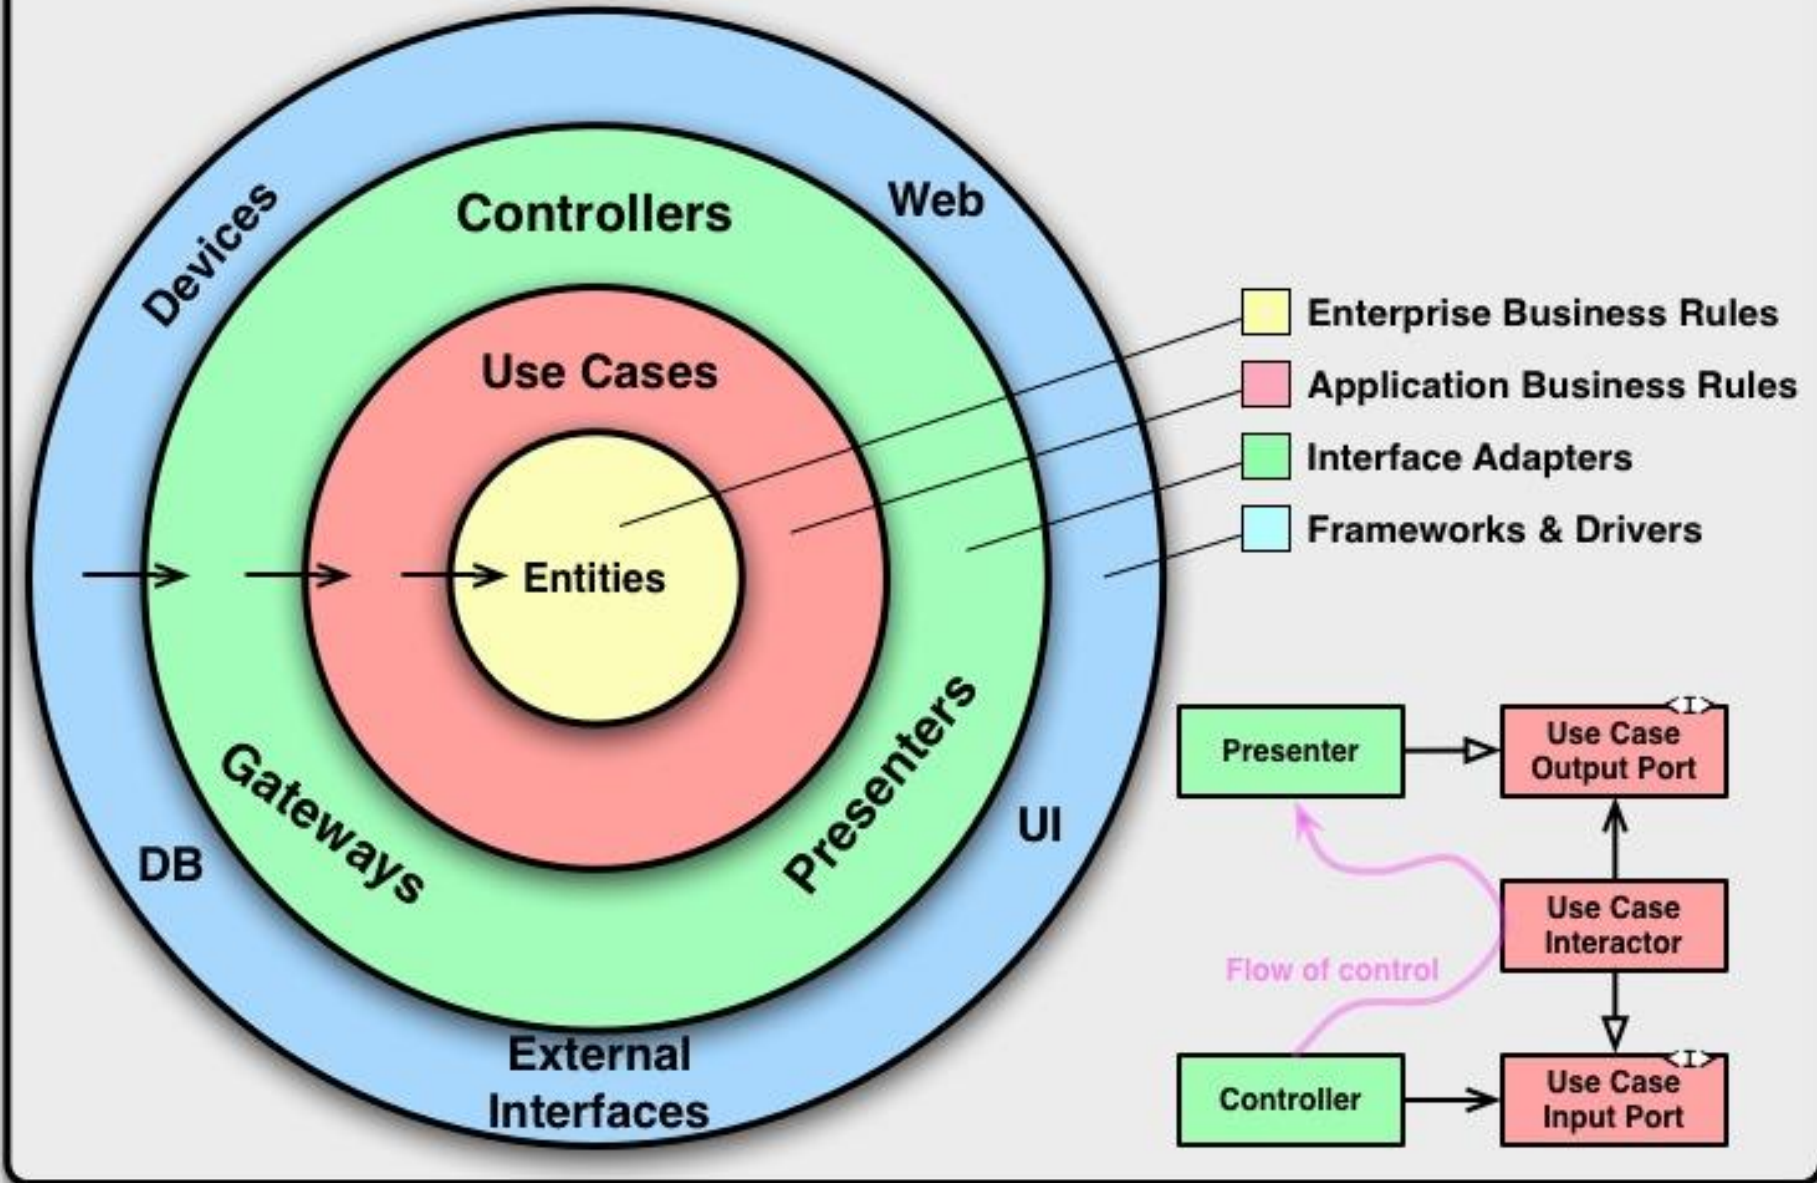 Devices
Controllers
Web
Use Cases
Entities
Gateways
Presenters
DB
UI
External
Interfaces
Enterprise Business Rules
Application Business Rules
Interface Adapters
Frameworks & Drivers
Presenter
<I>
Use Case
Output Port
Use Case
Interactor
Flow of control
Controller
<I>
Use Case
Input Port